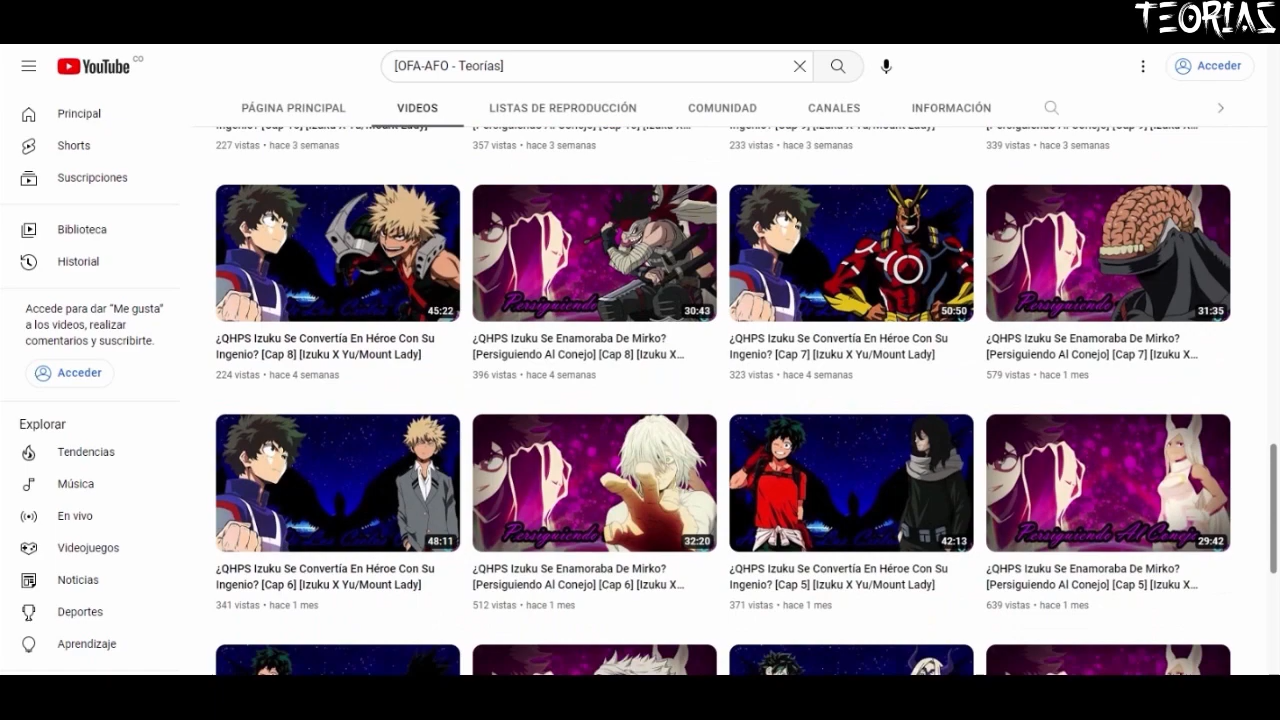 TEORIAS
YouTube CO
[OFA-AFO - Teorías]
Acceder
PÁGINA PRINCIPAL VIDEOS LISTAS DE REPRODUCCIÓN COMUNIDAD CANALES INFORMACIÓN
Principal
Shorts
Suscripciones
Biblioteca
Historial
Accede para dar “Me gusta”
a los videos, realizar
comentarios y suscribirte.
Acceder
Explorar
Tendencias
Música
En vivo
Videojuegos
Noticias
Deportes
Aprendizaje
227 vistas • hace 3 semanas
357 vistas • hace 3 semanas
233 vistas • hace 3 semanas
339 vistas • hace 3 semanas
45:22
¿QHPS Izuku Se Convertía En Héroe Con Su
Ingenio? [Cap 8] [Izuku X Yu/Mount Lady]
224 vistas • hace 4 semanas
Persiguiendo
30:43
¿QHPS Izuku Se Enamoraba De Mirko?
[Persiguiendo Al Conejo] [Cap 8] [Izuku X...
396 vistas • hace 4 semanas
50:50
¿QHPS Izuku Se Convertía En Héroe Con Su
Ingenio? [Cap 7] [Izuku X Yu/Mount Lady]
323 vistas • hace 4 semanas
Persiguiendo
31:35
¿QHPS Izuku Se Enamoraba De Mirko?
[Persiguiendo Al Conejo] [Cap 7] [Izuku X...
579 vistas • hace 1 mes
48:11
¿QHPS Izuku Se Convertía En Héroe Con Su
Ingenio? [Cap 6] [Izuku X Yu/Mount Lady]
341 vistas • hace 1 mes
Persiguiendo
32:20
¿QHPS Izuku Se Enamoraba De Mirko?
[Persiguiendo Al Conejo] [Cap 6] [Izuku X...
512 vistas • hace 1 mes
42:13
¿QHPS Izuku Se Convertía En Héroe Con Su
Ingenio? [Cap 5] [Izuku X Yu/Mount Lady]
371 vistas • hace 1 mes
Persiguiendo Al Conejo
29:42
¿QHPS Izuku Se Enamoraba De Mirko?
[Persiguiendo Al Conejo] [Cap 5] [Izuku X...
639 vistas • hace 1 mes